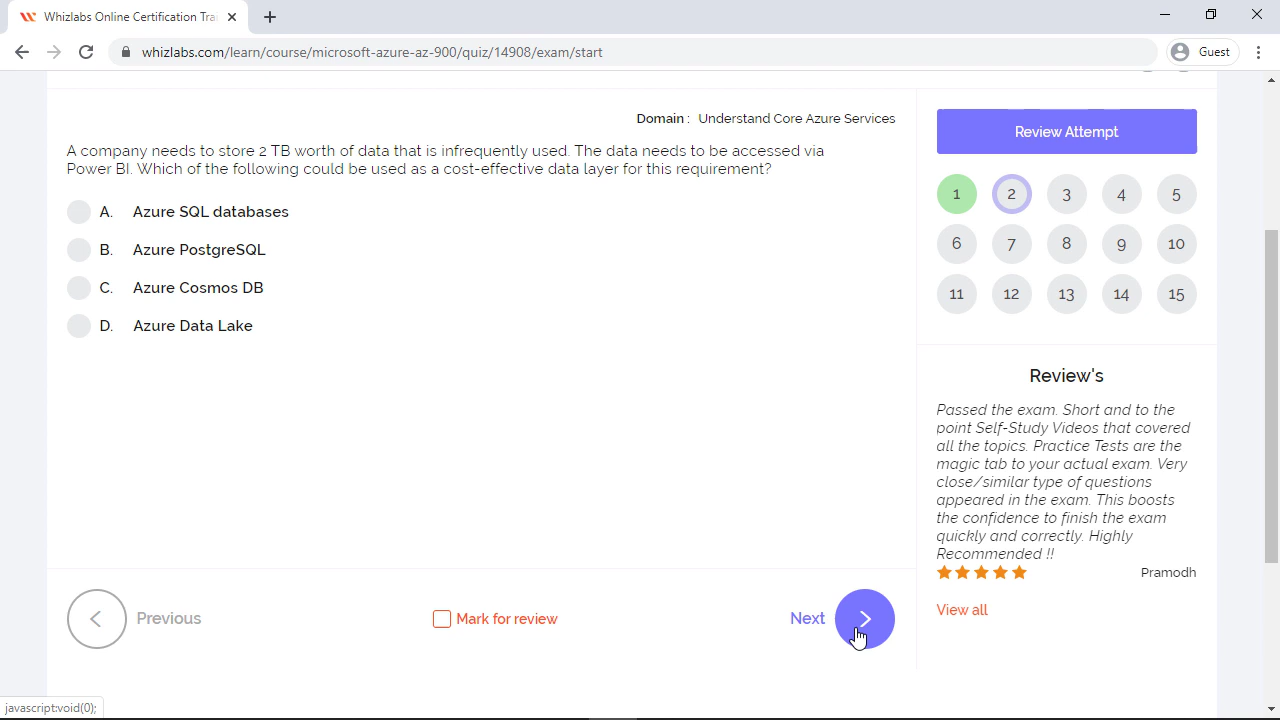 Whizlabs Online Certification Trai
whizlabs.com/learn/course/microsoft-azure-az-900/quiz/14908/exam/start
Guest
Domain : Understand Core Azure Services
A company needs to store 2 TB worth of data that is infrequently used. The data needs to be accessed via
Power BI. Which of the following could be used as a cost-effective data layer for this requirement?
A. Azure SQL databases
B. Azure PostgreSQL
C. Azure Cosmos DB
D. Azure Data Lake
Previous
Mark for review
Next
Review Attempt
1 2 3 4 5
6 7 8 9 10
11 12 13 14 15
Review's
Passed the exam. Short and to the
point Self-Study Videos that covered
all the topics. Practice Tests are the
magic tab to your actual exam. Very
close/similar type of questions
appeared in the exam. This boosts
the confidence to finish the exam
quickly and correctly. Highly
Recommended !!
Pramodh
View all
javascript:void(0);